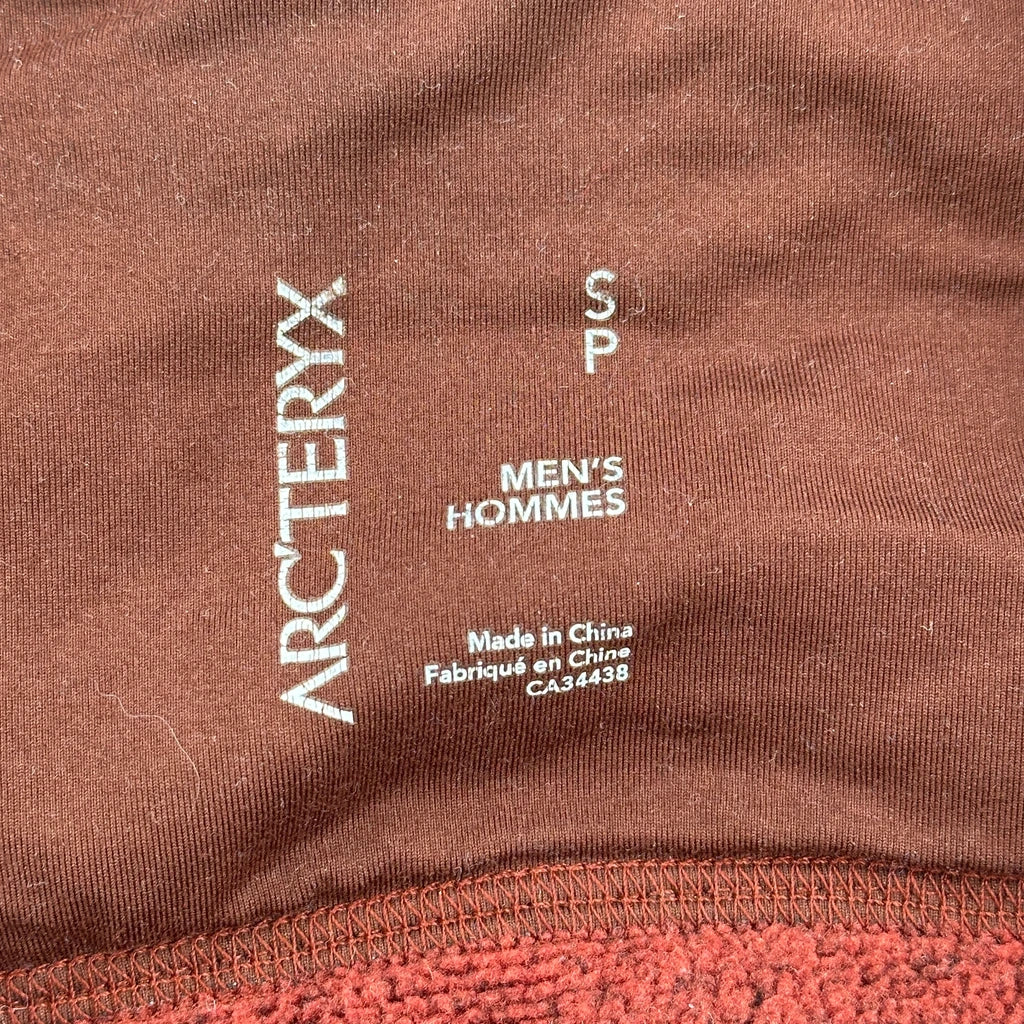 ARC'TERYX
S
P
MEN'S
HOMMES
Made in China
Fabriqué en Chine
CA34438